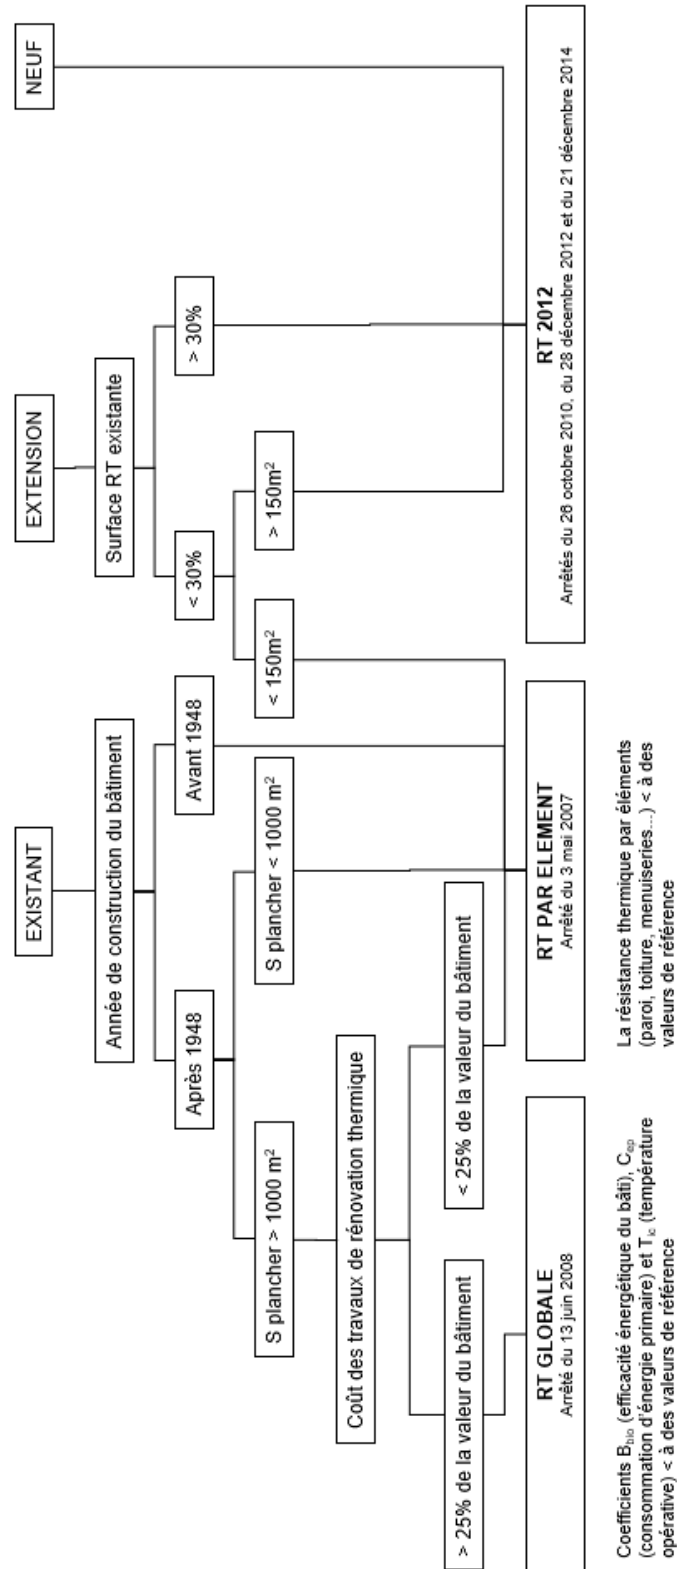 EXISTANT
EXTENSION
NEUF
Année de construction du bâtiment
Surface RT existante
Après 1948
Avant 1948
< 30%
> 30%
S plancher > 1000 m²
S plancher < 1000 m²
< 150m²
> 150m²
Coût des travaux de rénovation thermique
> 25% de la valeur du bâtiment
< 25% de la valeur du bâtiment
RT GLOBALE
Arrêté du 13 juin 2008
RT PAR ELEMENT
Arrêté du 3 mai 2007
RT 2012
Arrêtés du 26 octobre 2010, du 28 décembre 2012 et du 21 décembre 2014
Coefficients Bbio (efficacité énergétique du bâti), Cep
(consommation d'énergie primaire) et Tic (température
opérative) < à des valeurs de référence
La résistance thermique par éléments
(paroi, toiture, menuiseries...) < à des
valeurs de référence